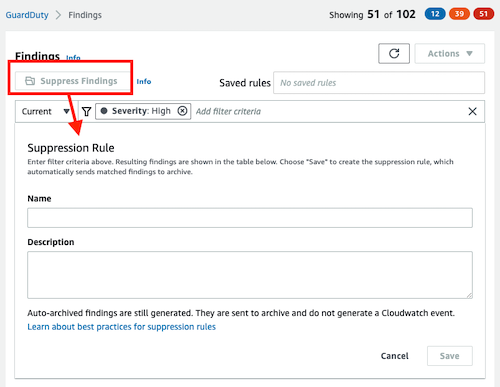 GuardDuty > Findings
Showing 51 of 102 12 39 51
Findings Info
Actions
Suppress Findings Info Saved rules No saved rules
Current Severity: High Add filter criteria
Suppression Rule
Enter filter criteria above. Resulting findings are shown in the table below. Choose "Save" to create the suppression rule, which
automatically sends matched findings to archive.
Name
Description
Auto-archived findings are still generated. They are sent to archive and do not generate a Cloudwatch event.
Learn about best practices for suppression rules
Cancel Save